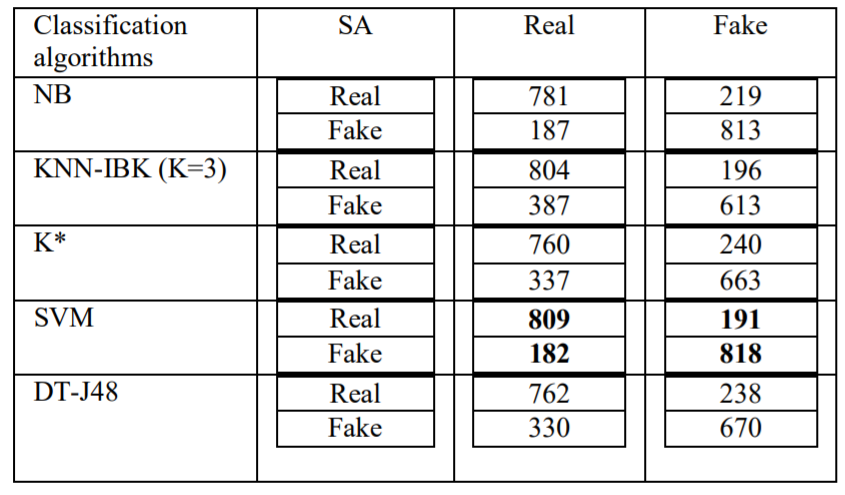 Classification algorithms SA Real Fake
NB Real 781 219
Fake 187 813
KNN-IBK (K=3) Real 804 196
Fake 387 613
K* Real 760 240
Fake 337 663
SVM Real 809 191
Fake 182 818
DT-J48 Real 762 238
Fake 330 670